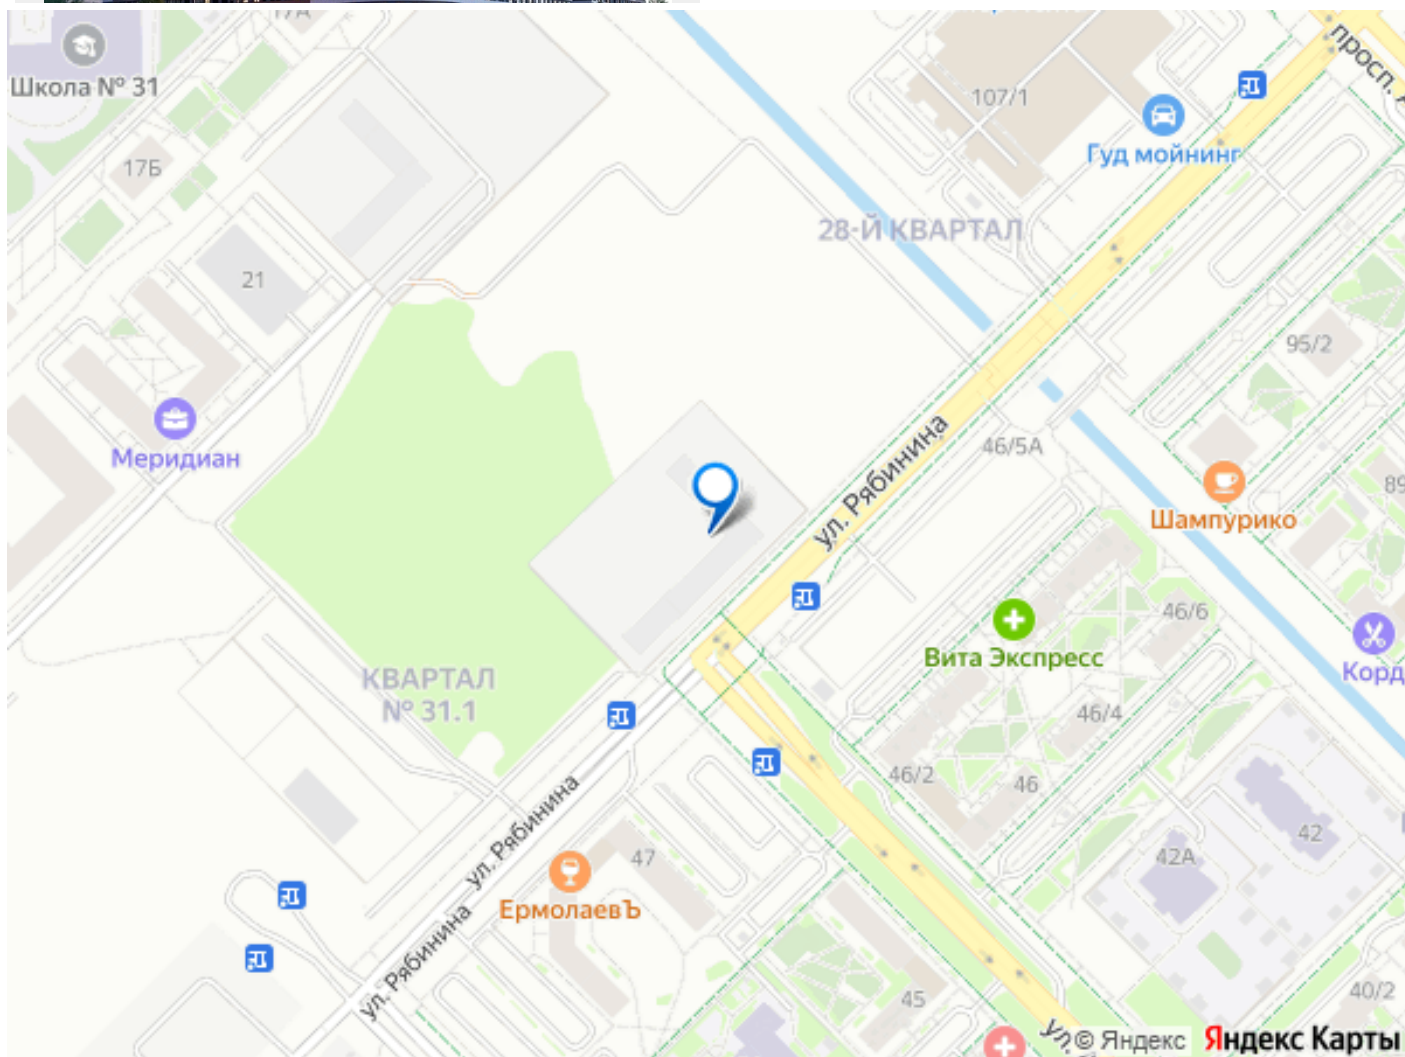 17А
Школа № 31
17Б
21
Меридиан
107/1
Гуд мойнинг
просп. А
28-Й КВАРТАЛ
95/2
46/5А
ул. Рябинина
Шампурико
89
Вита Экспресс
46/6
Корд
46/4
КВАРТАЛ
№ 31.1
46/2
46
42
42А
ул. Рябинина
47
ЕрмолаевЪ
ул. Рябинина
45
40/2
ул.
© Яндекс
Яндекс Карты